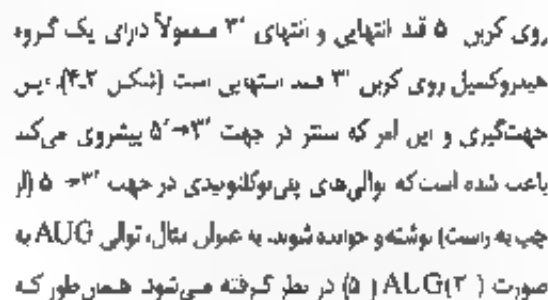 روی کربن ۵ قند انتهایی و انتهای ۳′ معمولاً دارای یک گروه
هیدروکسیل روی کربن ۳′ قند انتهایی است (شکل ۲ـ۴). این
جهت‌گیری و این امر که سنتز در جهت ۳′→۵′ پیشروی می‌کند
باعث شده است که توالی‌های پلی‌نوکلئوتیدی در جهت ۳′→۵ (از
چپ به راست) نوشته و خوانده شوند. به عنوان مثال، توالی AUG به
صورت (۳′) AUG (۵) در نظر گرفته می‌شود. همان‌طور که